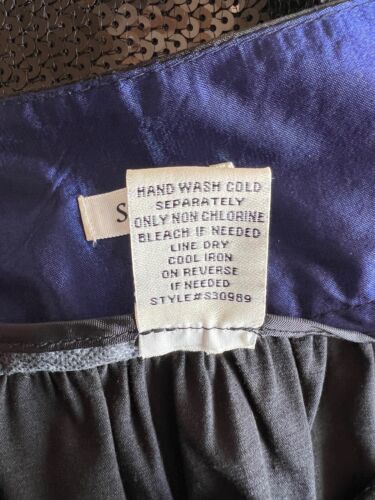 S
HAND WASH COLD
SEPARATELY
ONLY NON CHLORINE
BLEACH IF NEEDED
LINE DRY
COOL IRON
ON REVERSE
IF NEEDED
STYLE#S30989